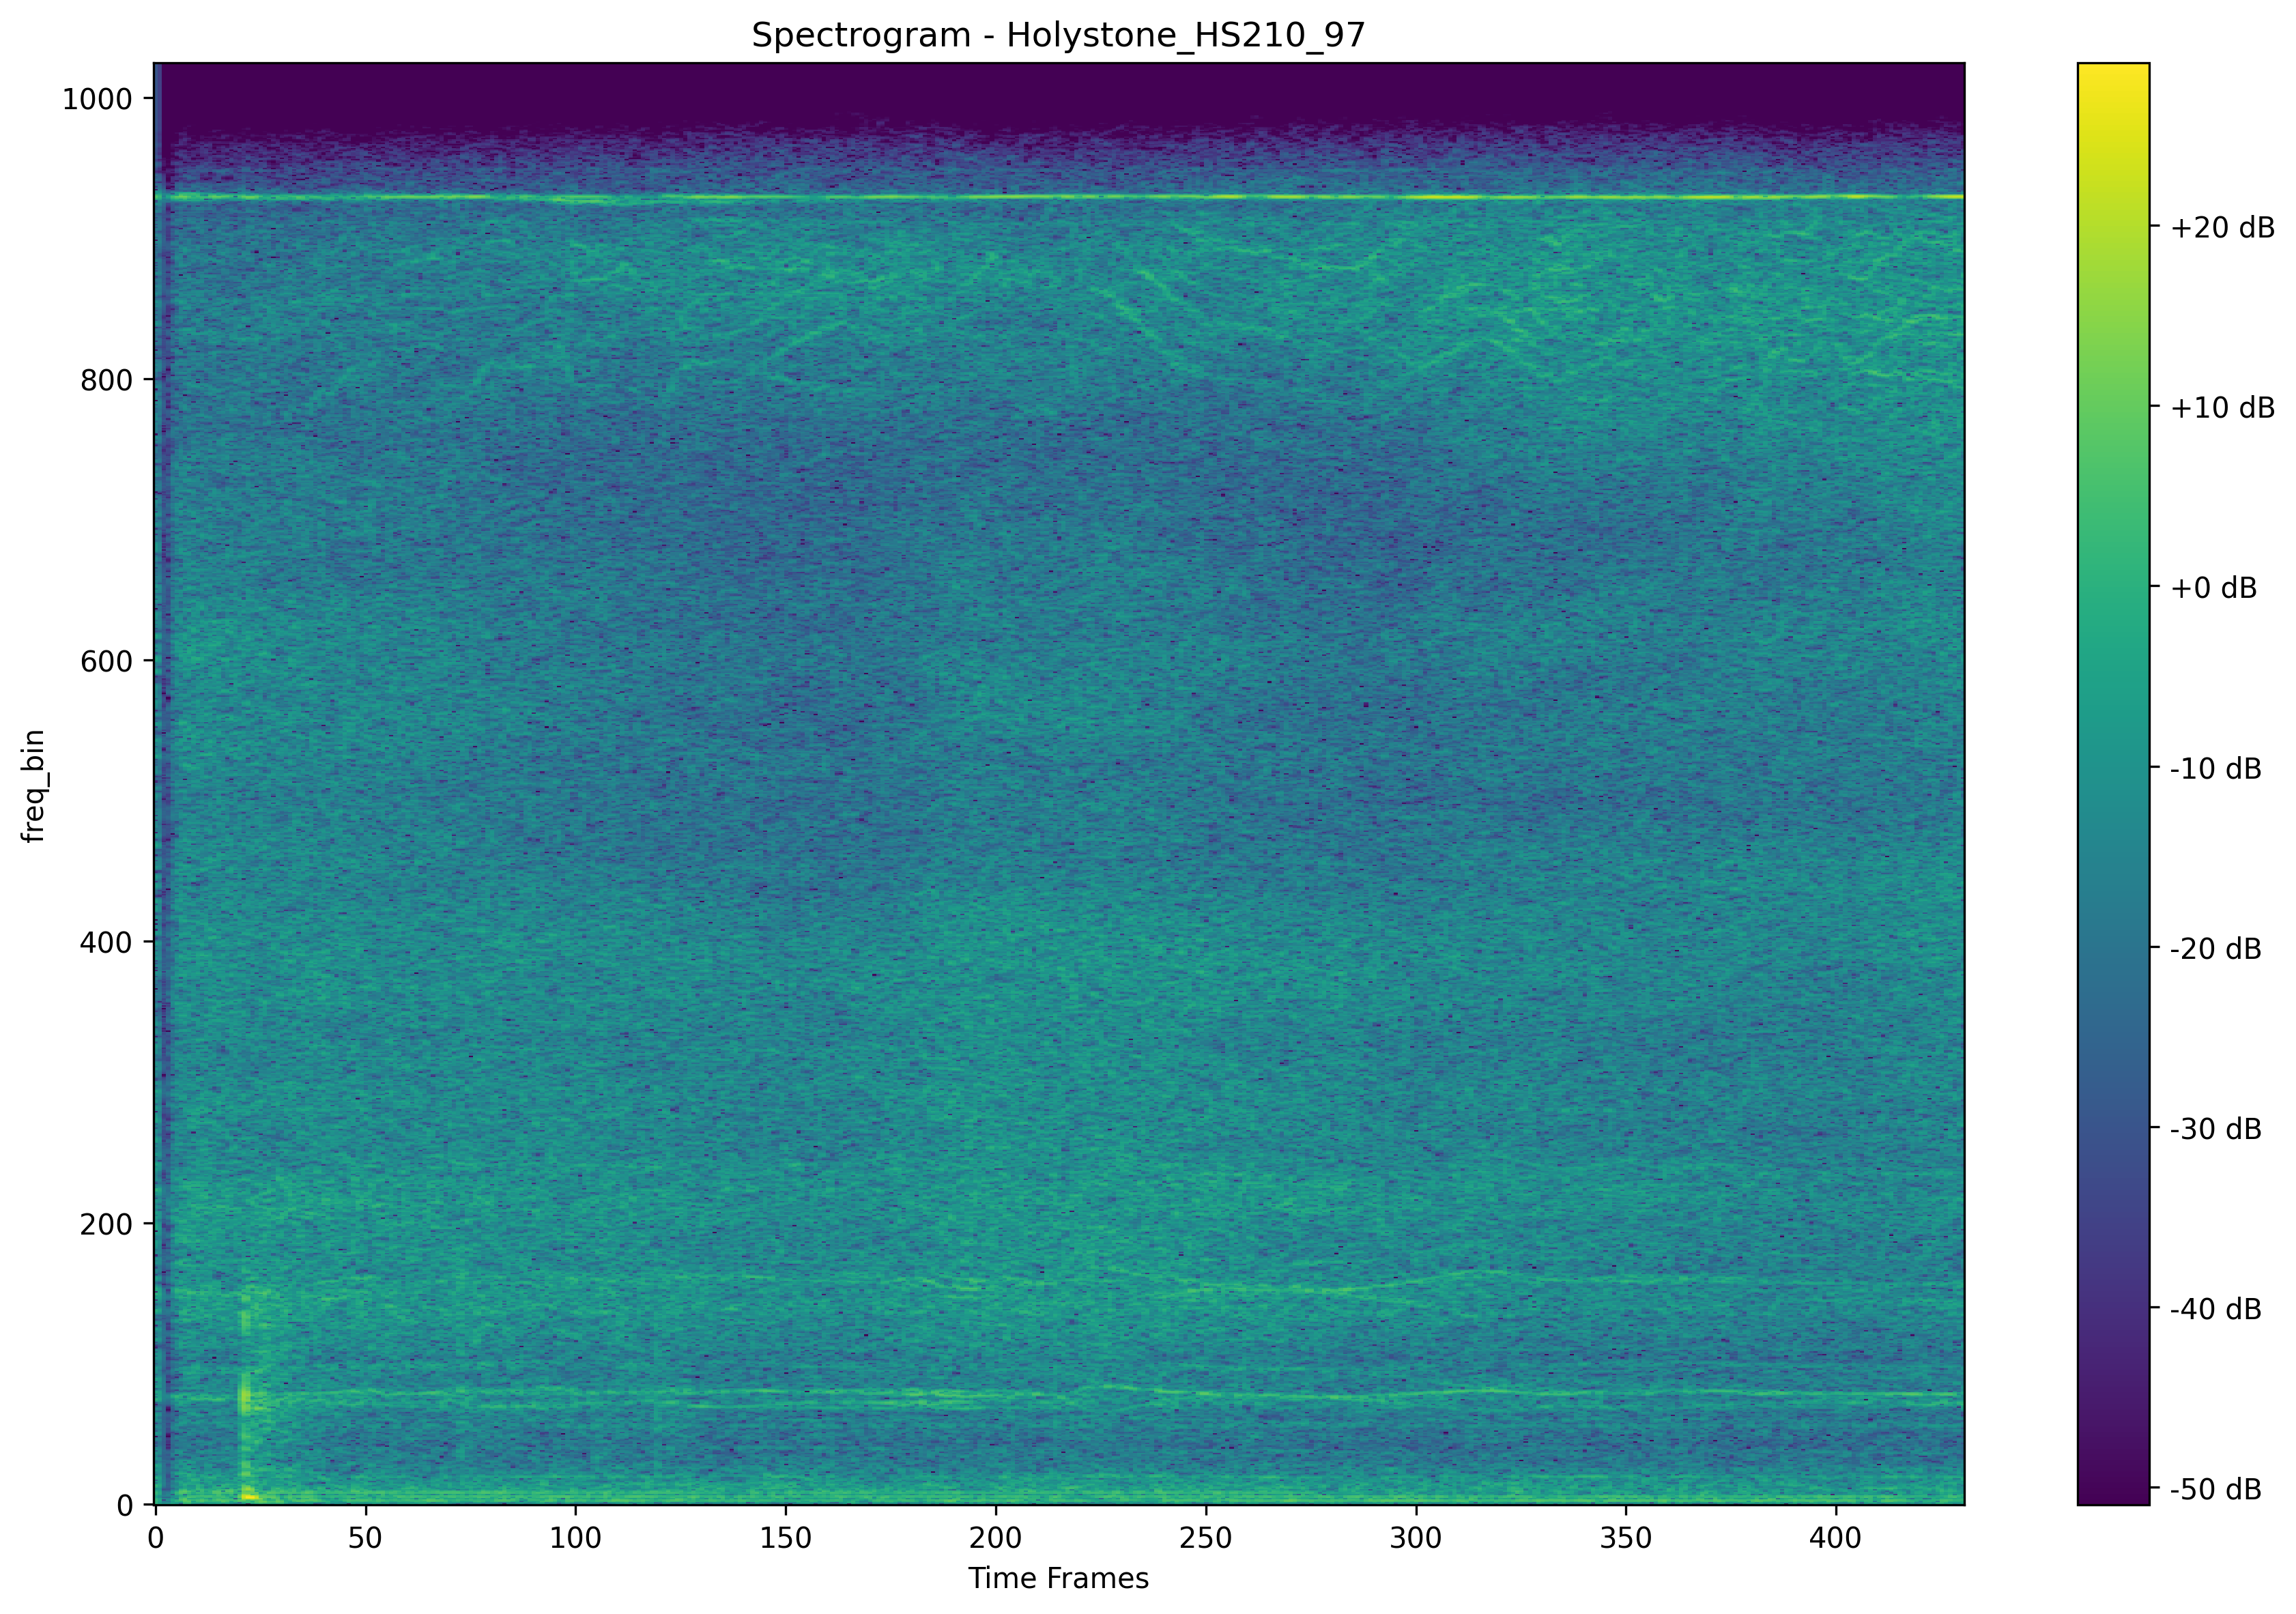 Spectrogram - Holystone_HS210_97
freq_bin
1000
800
600
400
200
0
0 50 100 150 200 250 300 350 400
Time Frames
+20 dB
+10 dB
+0 dB
-10 dB
-20 dB
-30 dB
-40 dB
-50 dB